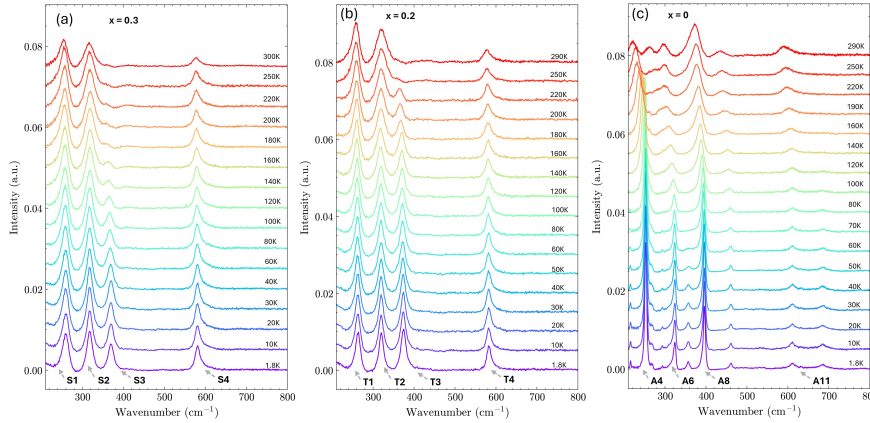 (a)
x = 0.3
Intensity (a.u.)
0.08
0.06
0.04
0.02
0.00
300K
250K
220K
200K
180K
160K
140K
120K
100K
80K
60K
40K
30K
20K
10K
1.8K
S1
S2
S3
S4
200
300
400
500
600
700
800
Wavenumber (cm⁻¹)
(b)
x = 0.2
Intensity (a.u.)
0.08
0.06
0.04
0.02
0.00
290K
250K
220K
200K
180K
160K
140K
120K
100K
80K
60K
50K
40K
30K
20K
10K
1.8K
T1
T2
T3
T4
300
400
500
600
700
800
Wavenumber (cm⁻¹)
(c)
x = 0
Intensity (a.u.)
0.08
0.06
0.04
0.02
0.00
290K
250K
220K
190K
160K
140K
120K
100K
80K
70K
60K
50K
40K
30K
20K
10K
1.8K
A4
A6
A8
A11
300
400
500
600
700
800
Wavenumber (cm⁻¹)